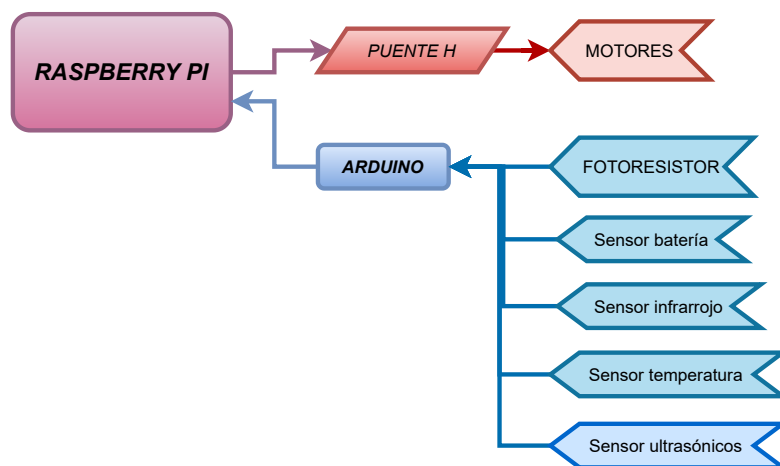 RASPBERRY PI
PUENTE H
MOTORES
ARDUINO
FOTORESISTOR
Sensor batería
Sensor infrarrojo
Sensor temperatura
Sensor ultrasónicos